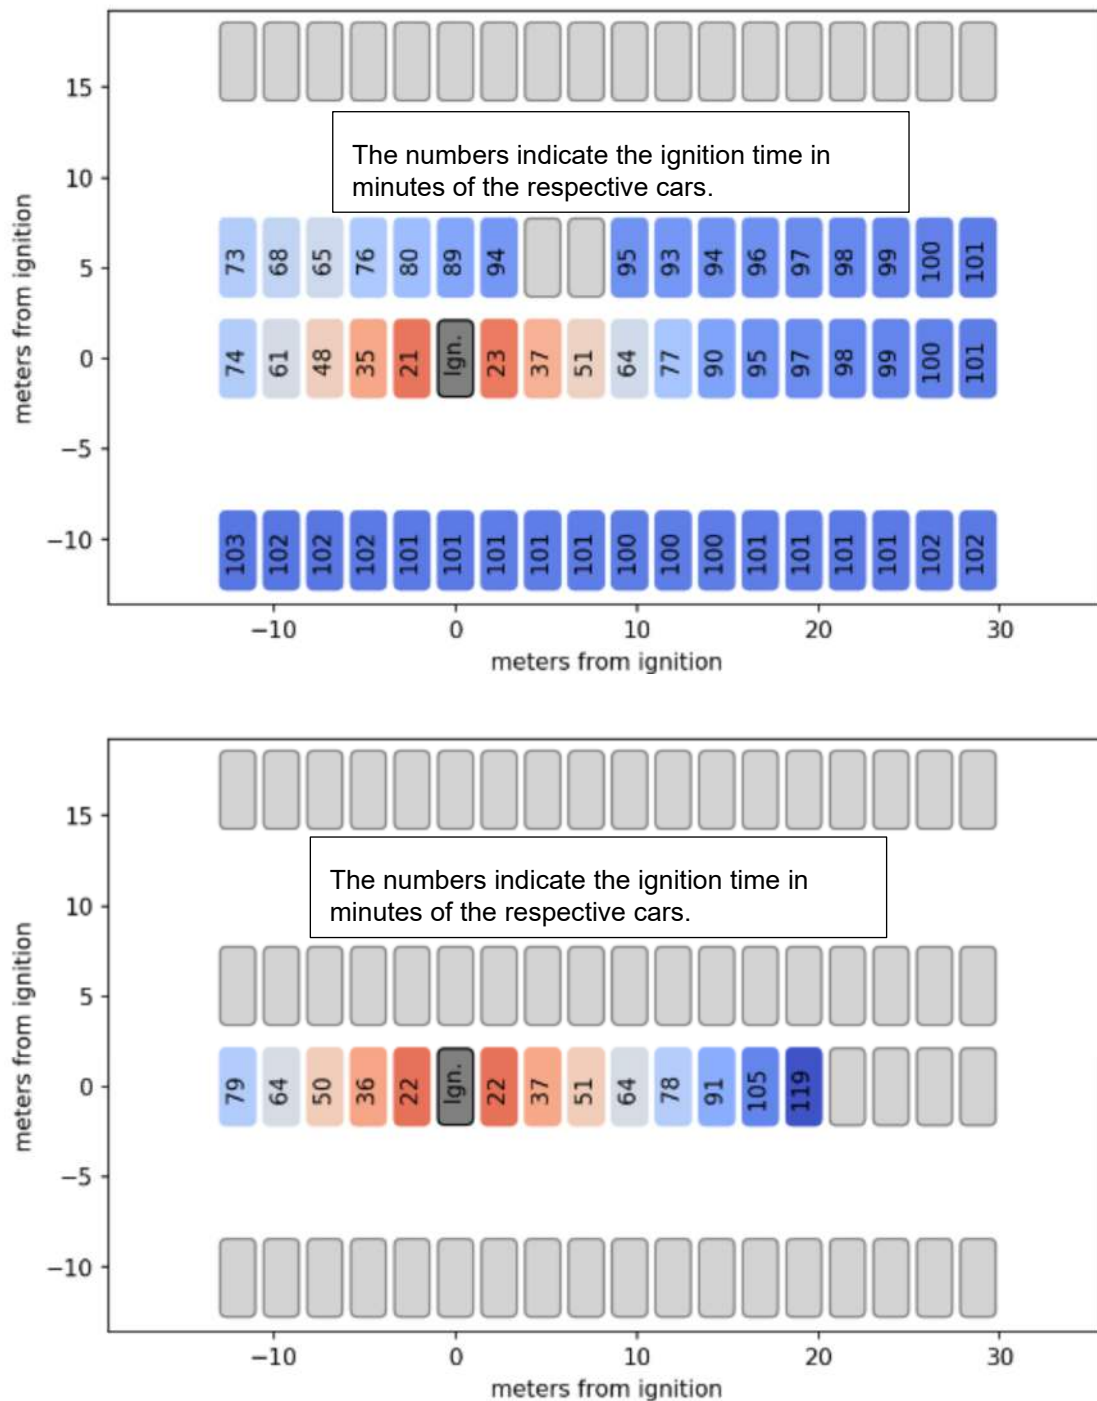 15
The numbers indicate the ignition time in
minutes of the respective cars.
10
meters from ignition
73 68 65 76 80 89 94 95 93 94 96 97 98 99 100 101
5
74 61 48 35 21 Ign. 23 37 51 64 77 90 95 97 98 99 100 101
0
−5
103 102 102 102 101 101 101 101 101 100 100 100 101 101 101 101 102 102
−10
−10 0 10 20 30
meters from ignition
15
The numbers indicate the ignition time in
minutes of the respective cars.
10
meters from ignition
5
79 64 50 36 22 Ign. 22 37 51 64 78 91 105 119
0
−5
−10
−10 0 10 20 30
meters from ignition